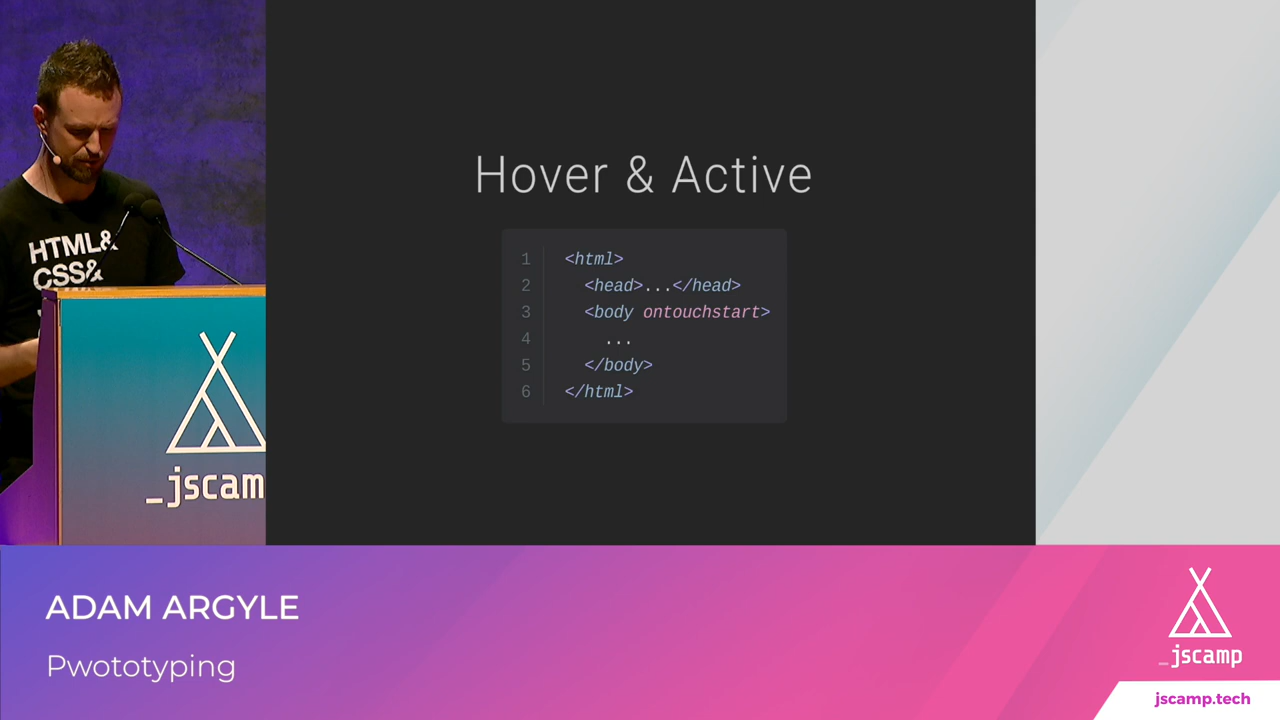 HTML&
CSS&
_jscam
Hover & Active
1 <html>
2 <head>...</head>
3 <body ontouchstart>
4 ...
5 </body>
6 </html>
ADAM ARGYLE
Pwototyping
_jscamp
jscamp.tech